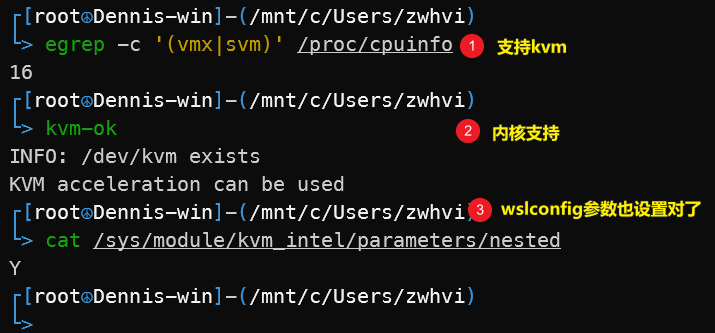 ┌[root☮Dennis-win]-(/mnt/c/Users/zwhvi)
└> egrep -c '(vmx|svm)' /proc/cpuinfo 1 支持kvm
16
┌[root☮Dennis-win]-(/mnt/c/Users/zwhvi)
└> kvm-ok 2 内核支持
INFO: /dev/kvm exists
KVM acceleration can be used
┌[root☮Dennis-win]-(/mnt/c/Users/zwhvi) 3 wslconfig参数也设置对了
└> cat /sys/module/kvm_intel/parameters/nested
Y
┌[root☮Dennis-win]-(/mnt/c/Users/zwhvi)
└>